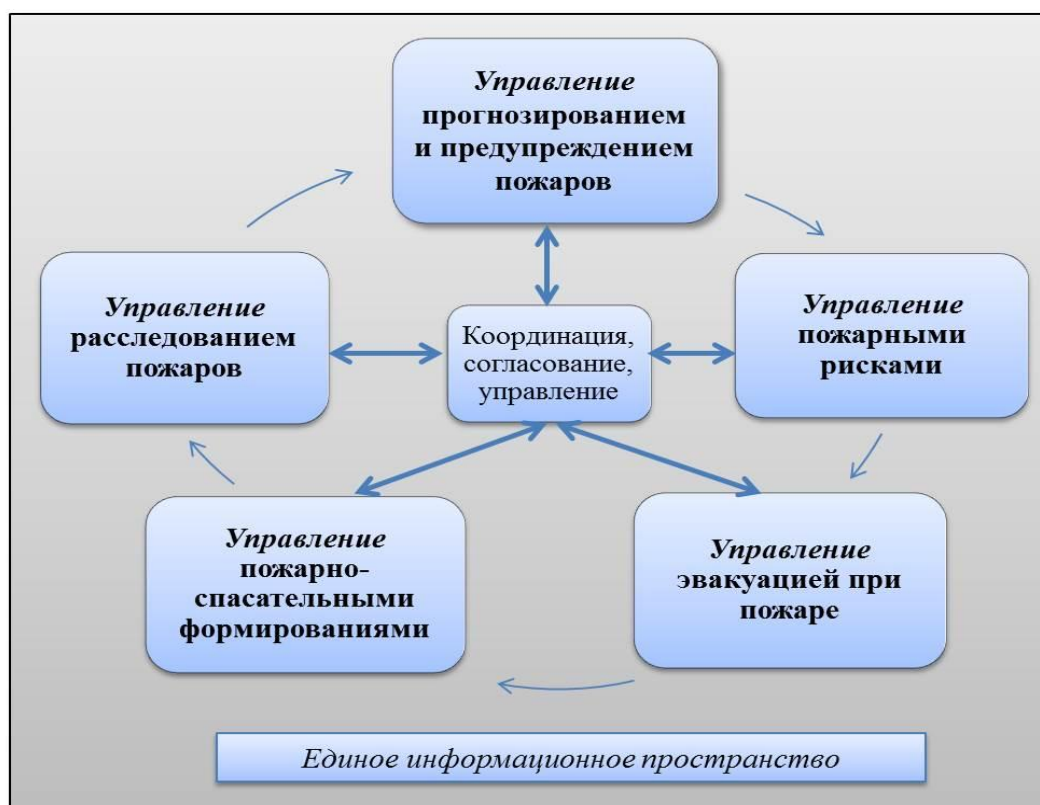 Управление
прогнозированием
и предупреждением
пожаров
Управление
расследованием
пожаров
Координация,
согласование,
управление
Управление
пожарными
рисками
Управление
пожарно-
спасательными
формированиями
Управление
эвакуацией при
пожаре
Единое информационное пространство